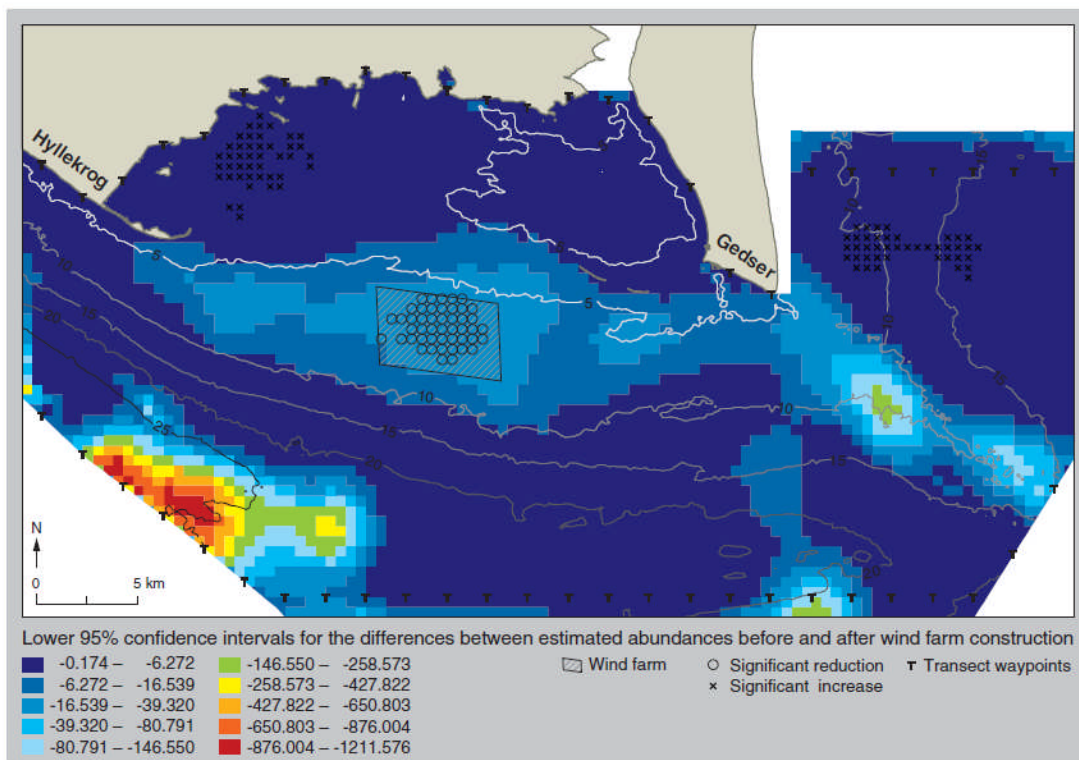 Hyllekrog
Gedser
5
10
15
20
25
5
10
15
20
10
15
20
10
N
0
5 km
Lower 95% confidence intervals for the differences between estimated abundances before and after wind farm construction
-0.174 – -6.272
-6.272 – -16.539
-16.539 – -39.320
-39.320 – -80.791
-80.791 – -146.550
-146.550 – -258.573
-258.573 – -427.822
-427.822 – -650.803
-650.803 – -876.004
-876.004 – -1211.576
Wind farm
Significant reduction
Significant increase
Transect waypoints